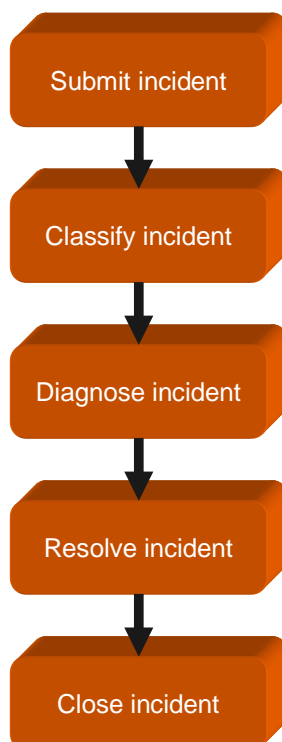 Submit incident
Classify incident
Diagnose incident
Resolve incident
Close incident